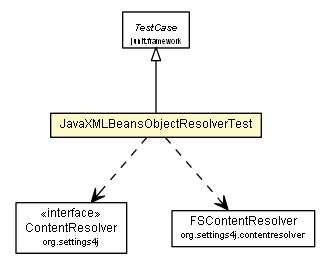 TestCase
junit.framework
JavaXMLBeansObjectResolverTest
«interface»
ContentResolver
org.settings4j
FSContentResolver
org.settings4j.contentresolver